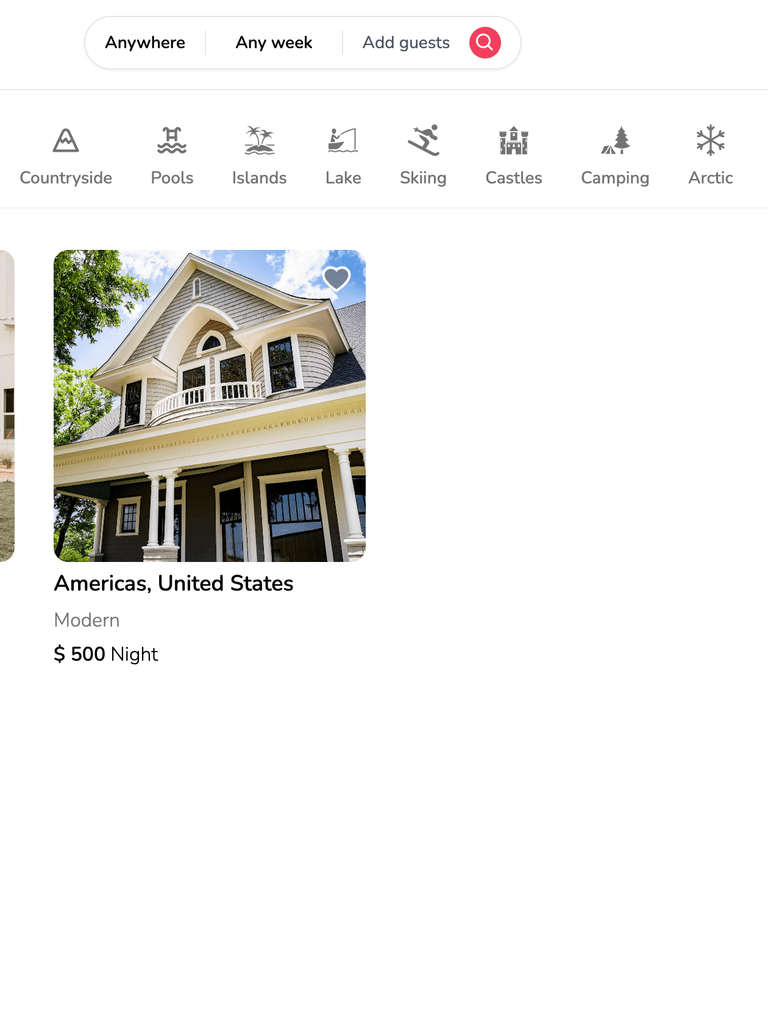 Anywhere Any week Add guests
Countryside Pools Islands Lake Skiing Castles Camping Arctic
Americas, United States
Modern
$ 500 Night